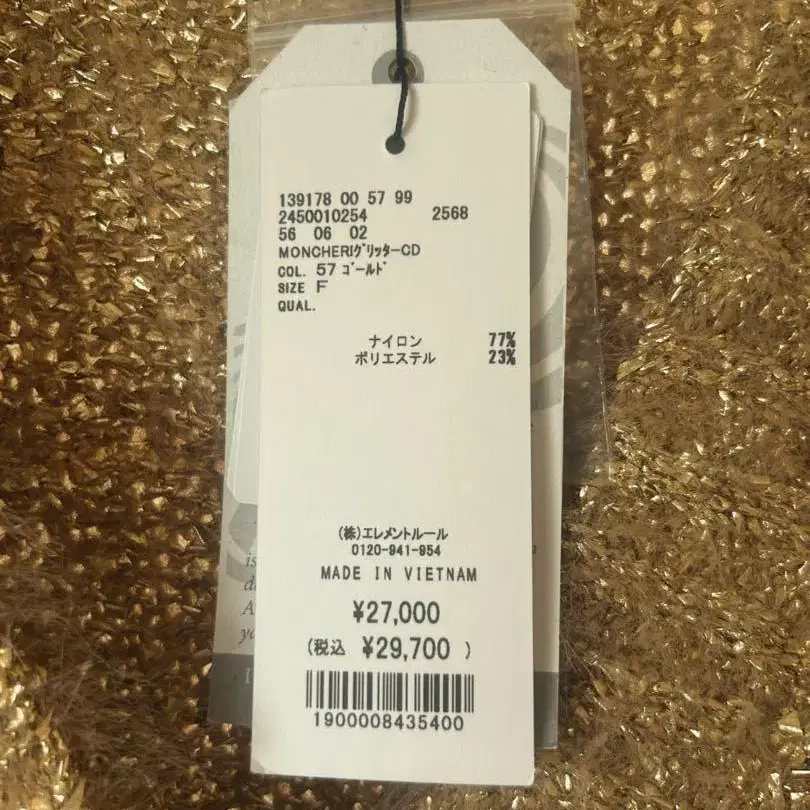 139178 00 57 99
2450010254 2568
56 06 02
MONCHERIｸﾞﾘｯﾀｰCD
COL. 57 ｺﾞｰﾙﾄﾞ
SIZE F
QUAL.
ナイロン 77%
ポリエステル 23%
(株)エレメントルール
0120-941-954
MADE IN VIETNAM
¥27,000
(税込 ¥29,700 )
1900008435400